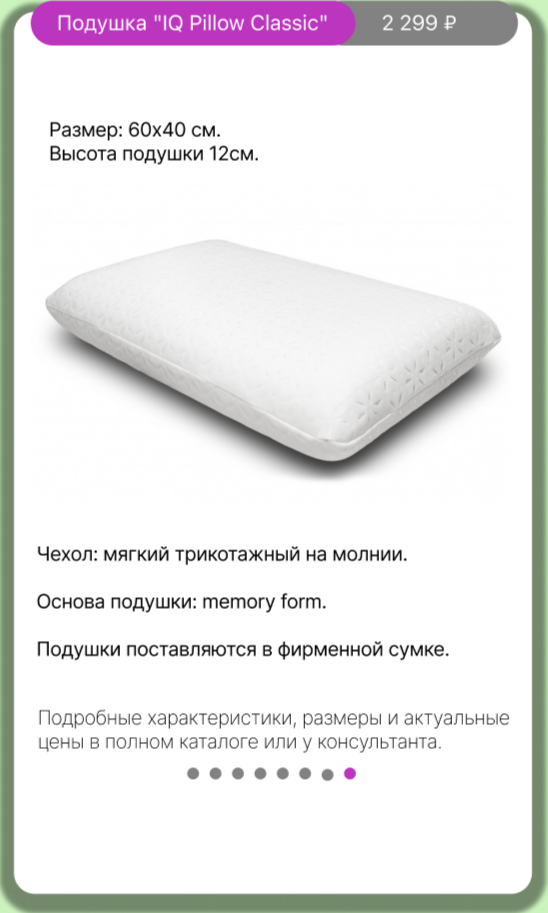 Подушка "IQ Pillow Classic" 2 299 ₽
Размер: 60х40 см.
Высота подушки 12см.
Чехол: мягкий трикотажный на молнии.
Основа подушки: memory form.
Подушки поставляются в фирменной сумке.
Подробные характеристики, размеры и актуальные
цены в полном каталоге или у консультанта.